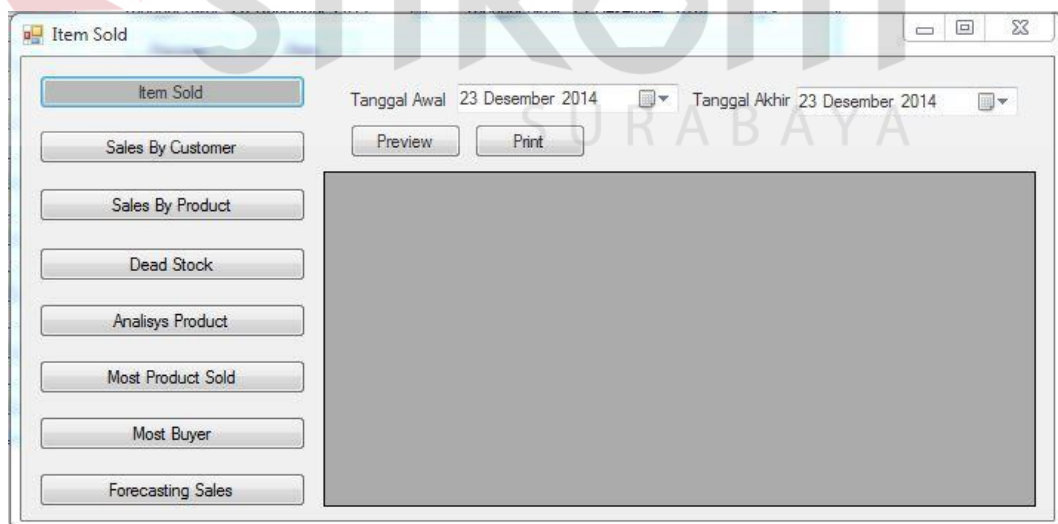 Item Sold
Item Sold
Tanggal Awal 23 Desember 2014 Tanggal Akhir 23 Desember 2014
SURABAYA
Sales By Customer
Preview Print
Sales By Product
Dead Stock
Analisys Product
Most Product Sold
Most Buyer
Forecasting Sales